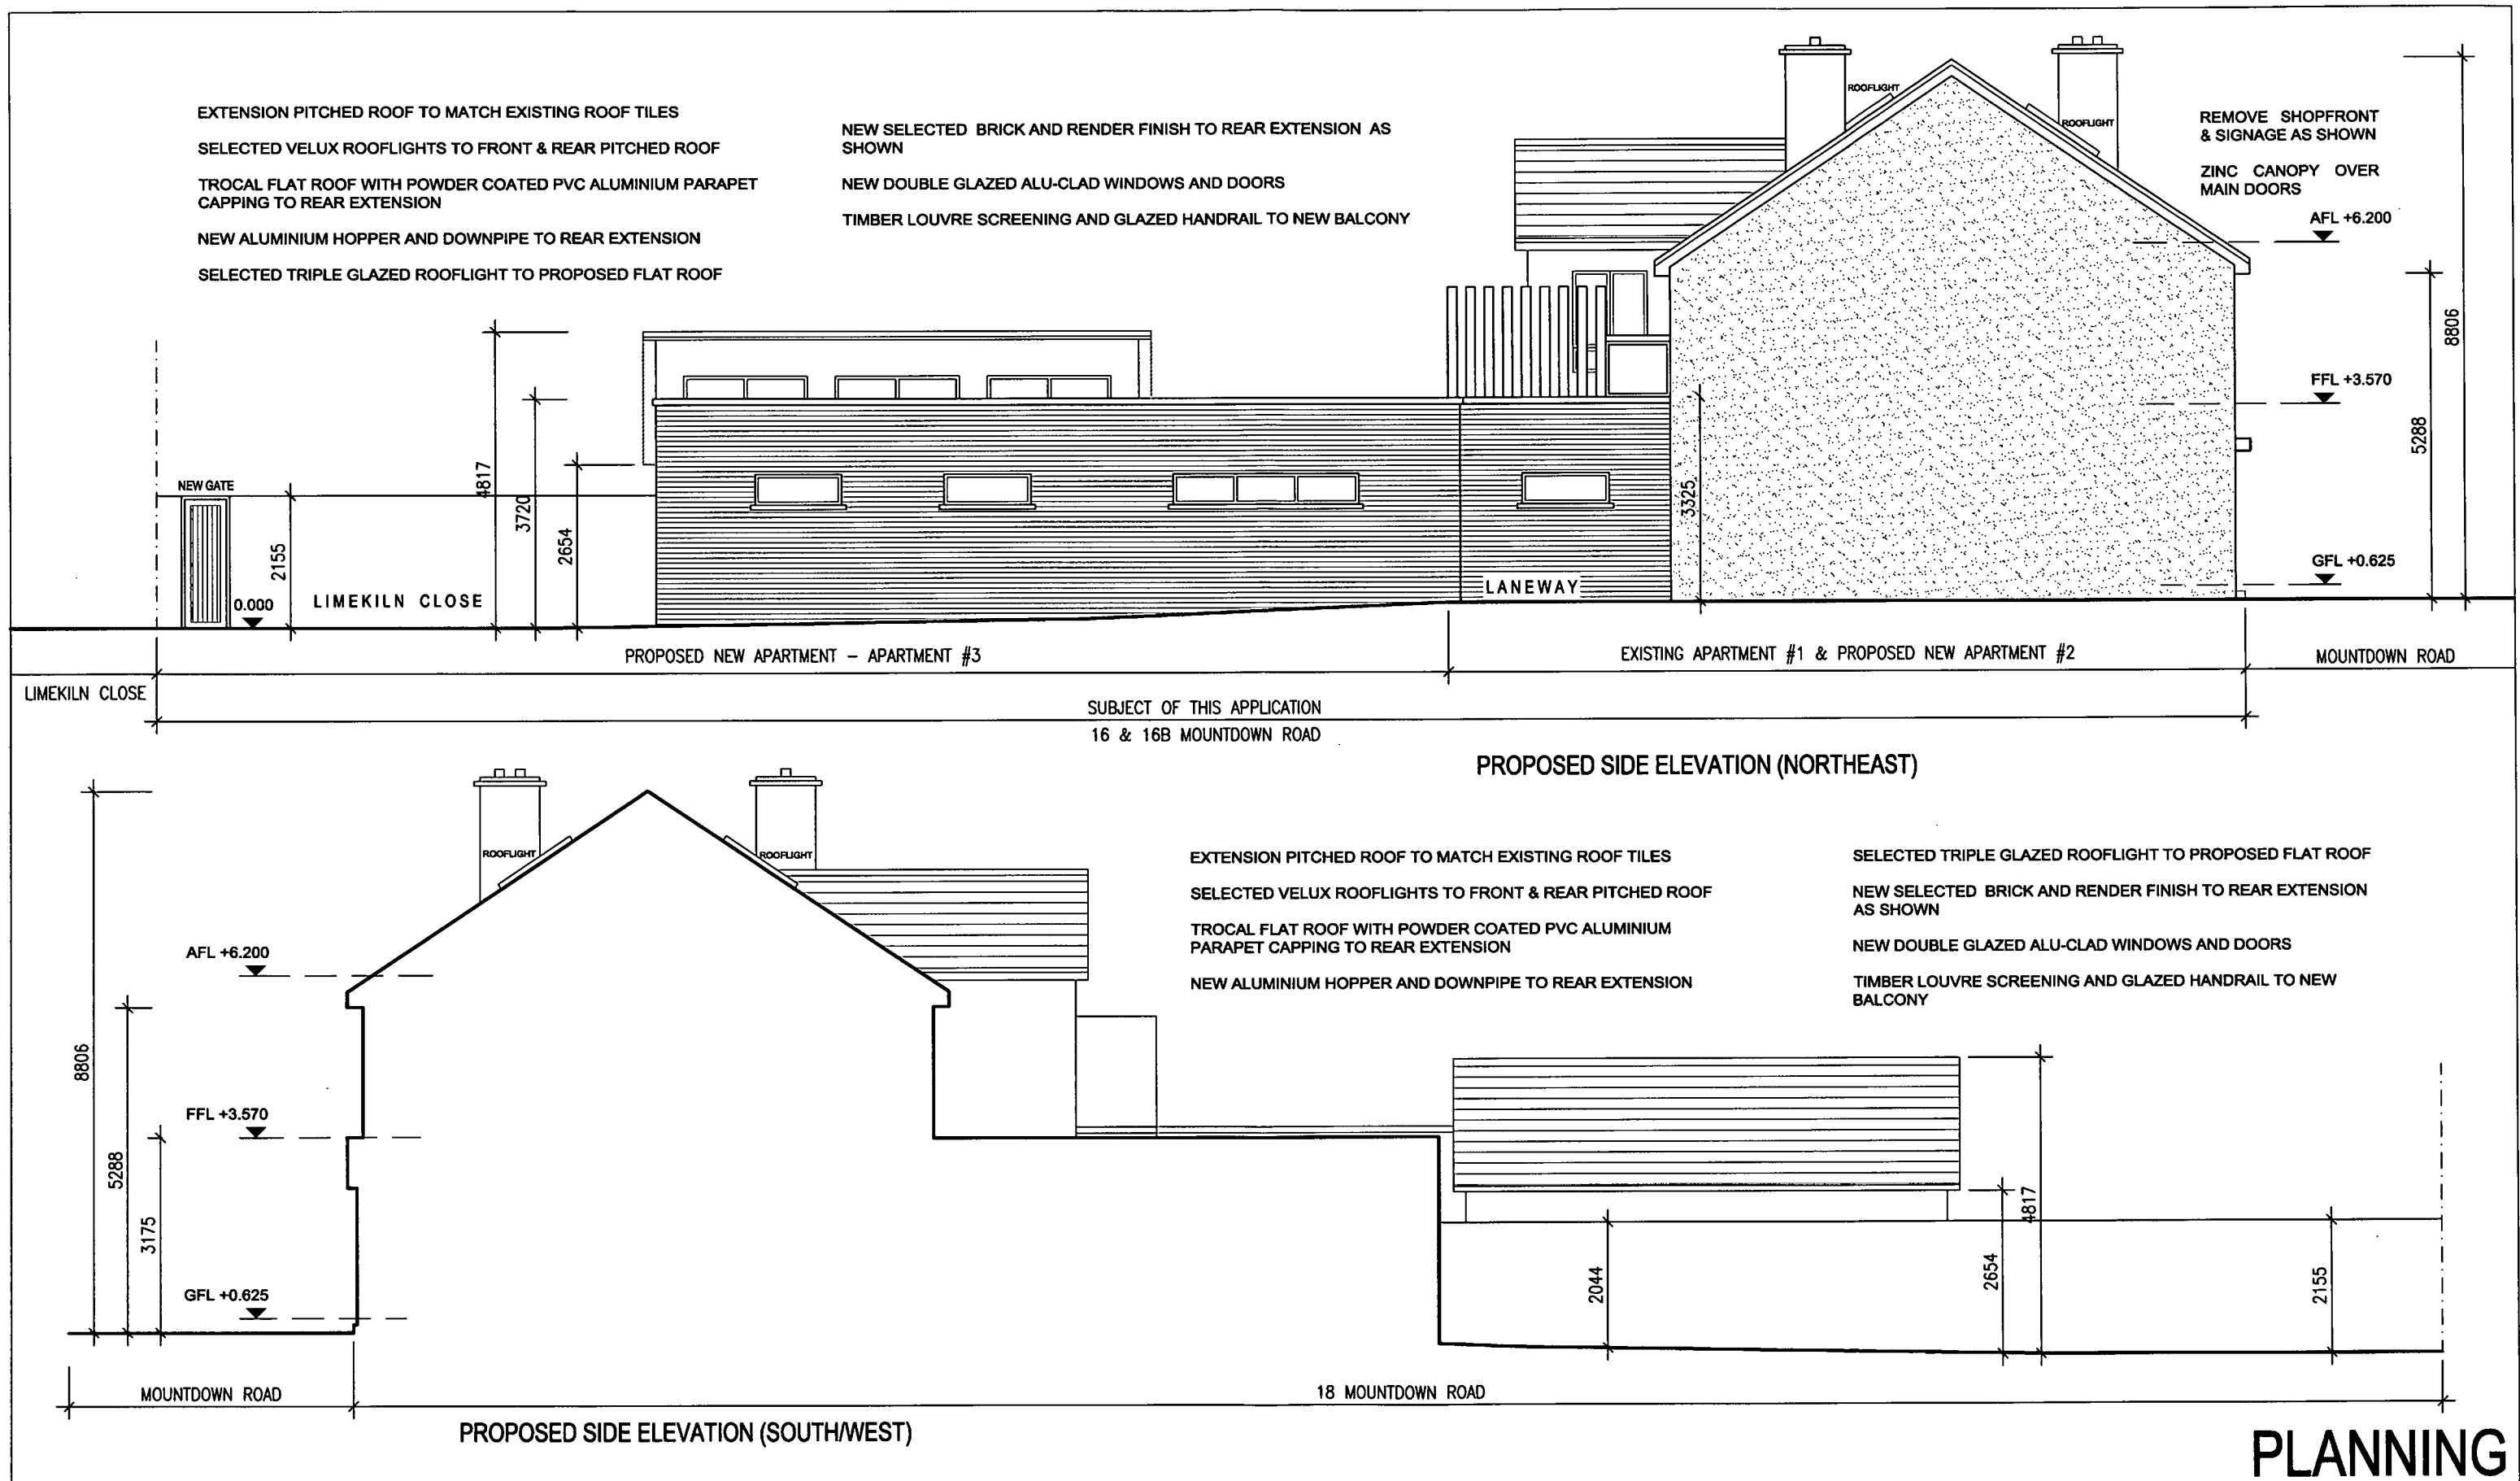 EXTENSION PITCHED ROOF TO MATCH EXISTING ROOF TILES
SELECTED VELUX ROOFLIGHTS TO FRONT & REAR PITCHED ROOF
TROCAL FLAT ROOF WITH POWDER COATED PVC ALUMINIUM PARAPET
CAPPING TO REAR EXTENSION
NEW ALUMINIUM HOPPER AND DOWNPIPE TO REAR EXTENSION
SELECTED TRIPLE GLAZED ROOFLIGHT TO PROPOSED FLAT ROOF
NEW SELECTED BRICK AND RENDER FINISH TO REAR EXTENSION AS
SHOWN
NEW DOUBLE GLAZED ALU-CLAD WINDOWS AND DOORS
TIMBER LOUVRE SCREENING AND GLAZED HANDRAIL TO NEW BALCONY
ROOFLIGHT
ROOFLIGHT
REMOVE SHOPFRONT
& SIGNAGE AS SHOWN
ZINC CANOPY OVER
MAIN DOORS
AFL +6.200
FFL +3.570
GFL +0.625
8806
5288
3325
4817
3720
2654
2155
NEW GATE
0.000
LIMEKILN CLOSE
LANEWAY
PROPOSED NEW APARTMENT - APARTMENT #3
EXISTING APARTMENT #1 & PROPOSED NEW APARTMENT #2
MOUNTDOWN ROAD
LIMEKILN CLOSE
SUBJECT OF THIS APPLICATION
16 & 16B MOUNTDOWN ROAD
PROPOSED SIDE ELEVATION (NORTHEAST)
ROOFLIGHT
ROOFLIGHT
AFL +6.200
FFL +3.570
GFL +0.625
8806
5288
3175
EXTENSION PITCHED ROOF TO MATCH EXISTING ROOF TILES
SELECTED VELUX ROOFLIGHTS TO FRONT & REAR PITCHED ROOF
TROCAL FLAT ROOF WITH POWDER COATED PVC ALUMINIUM
PARAPET CAPPING TO REAR EXTENSION
NEW ALUMINIUM HOPPER AND DOWNPIPE TO REAR EXTENSION
SELECTED TRIPLE GLAZED ROOFLIGHT TO PROPOSED FLAT ROOF
NEW SELECTED BRICK AND RENDER FINISH TO REAR EXTENSION
AS SHOWN
NEW DOUBLE GLAZED ALU-CLAD WINDOWS AND DOORS
TIMBER LOUVRE SCREENING AND GLAZED HANDRAIL TO NEW
BALCONY
2044
2654
4817
2155
MOUNTDOWN ROAD
18 MOUNTDOWN ROAD
PROPOSED SIDE ELEVATION (SOUTH/WEST)
PLANNING